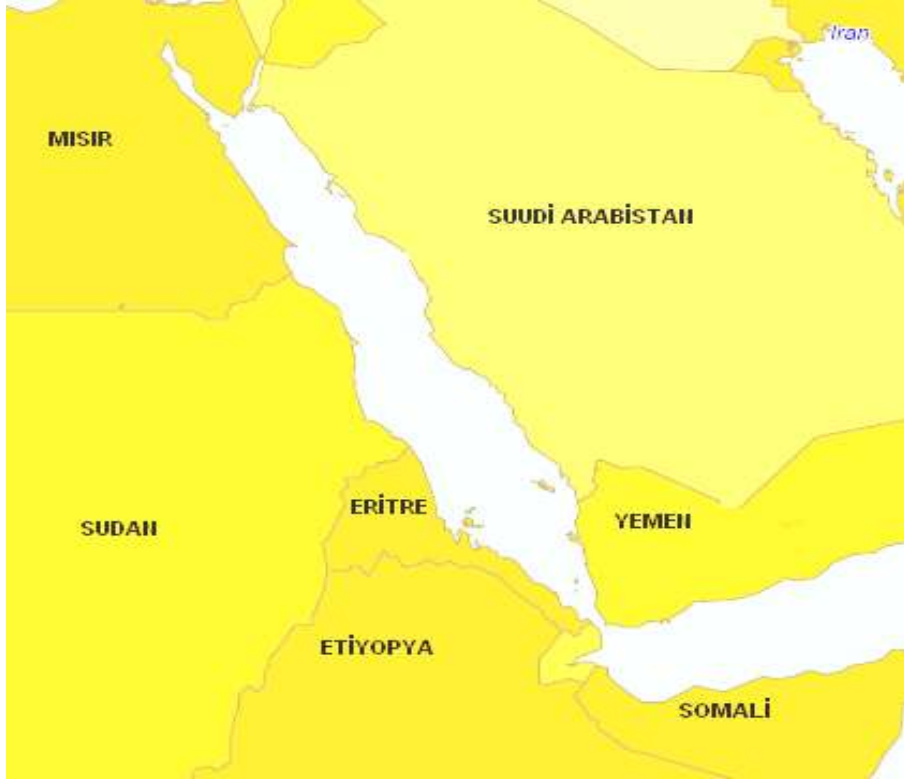 Iran
MISIR
SUUDİ ARABİSTAN
ERİTRE
YEMEN
SUDAN
ETİYOPYA
SOMALİ